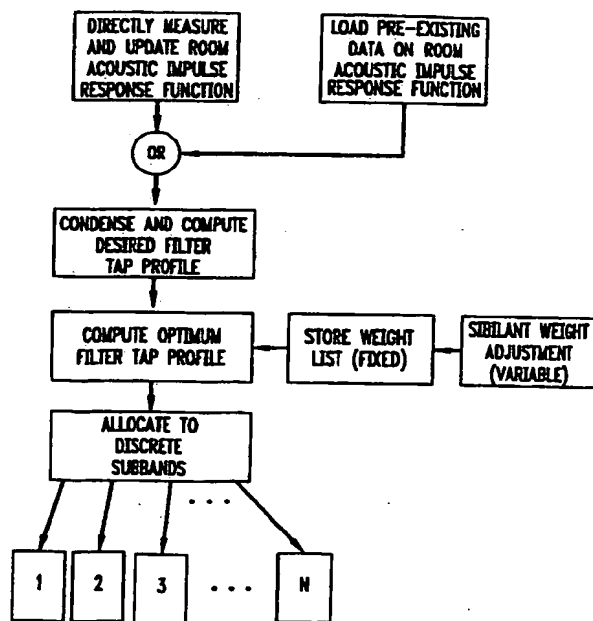 DIRECTLY MEASURE
AND UPDATE ROOM
ACOUSTIC IMPULSE
RESPONSE FUNCTION
LOAD PRE-EXISTING
DATA ON ROOM
ACOUSTIC IMPULSE
RESPONSE FUNCTION
OR
CONDENSE AND COMPUTE
DESIRED FILTER
TAP PROFILE
COMPUTE OPTIMUM
FILTER TAP PROFILE
STORE WEIGHT
LIST (FIXED)
SIBILANT WEIGHT
ADJUSTMENT
(VARIABLE)
ALLOCATE TO
DISCRETE
SUBBANDS
. . .
1 2 3 . . . N